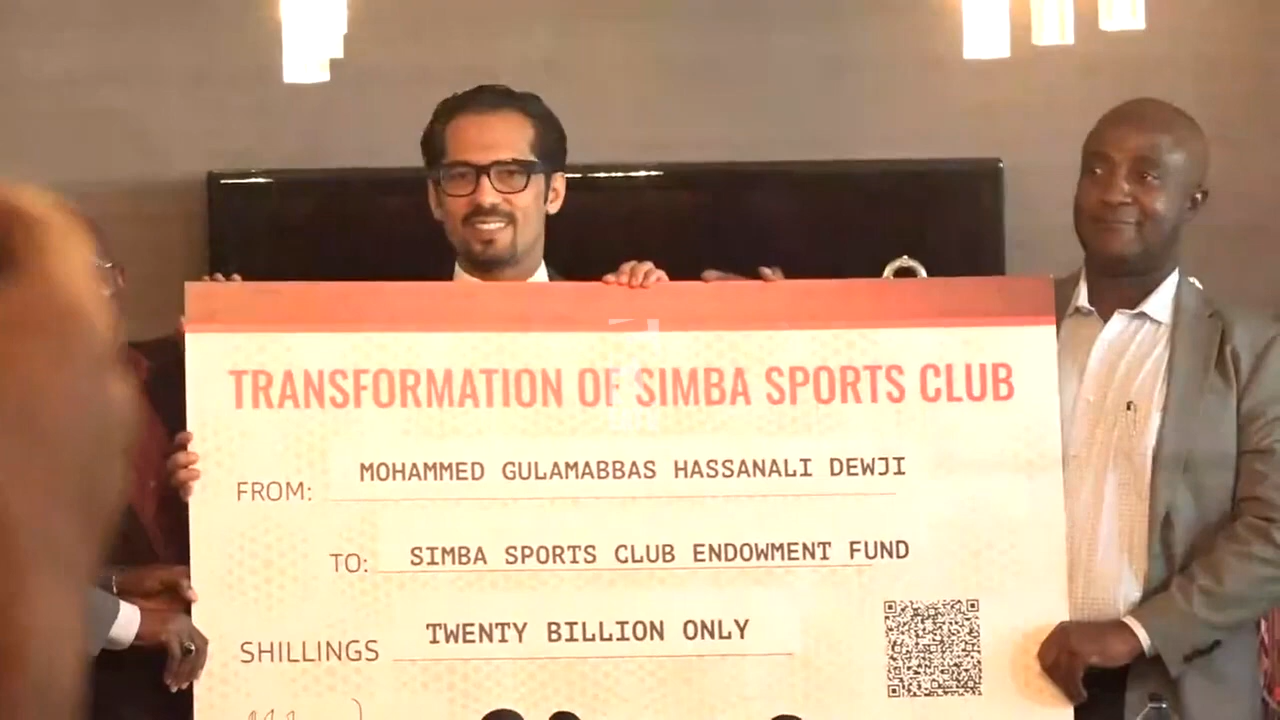 TRANSFORMATION OF SIMBA SPORTS CLUB
FROM: MOHAMMED GULAMABBAS HASSANALI DEWJI
TO: SIMBA SPORTS CLUB ENDOWMENT FUND
SHILLINGS TWENTY BILLION ONLY